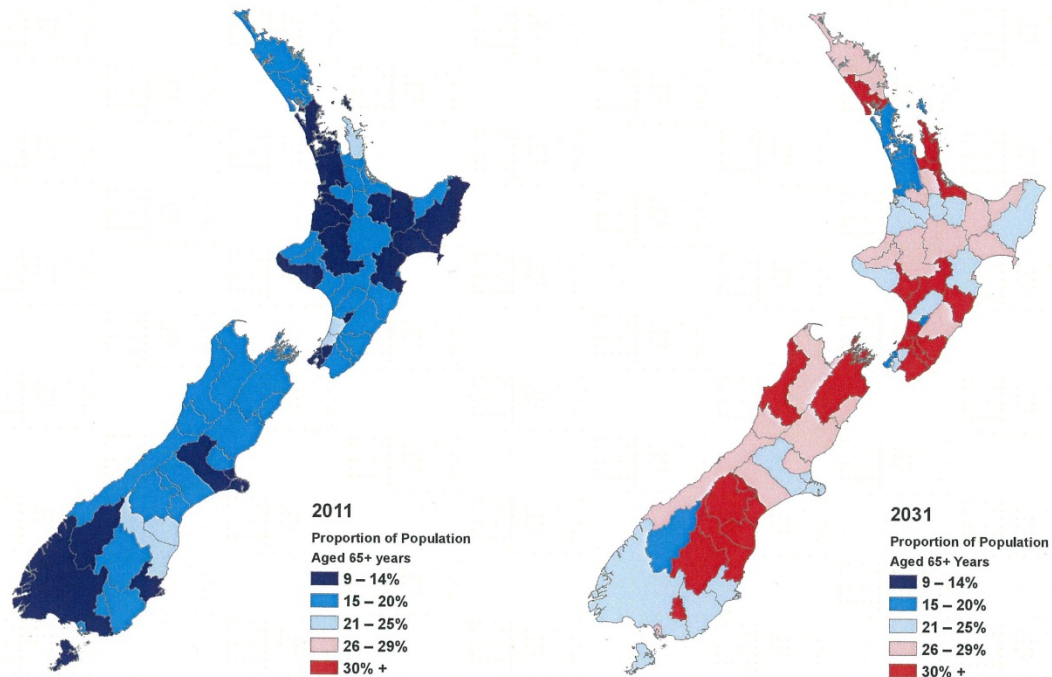 2011
Proportion of Population
Aged 65+ years
9 – 14%
15 – 20%
21 – 25%
26 – 29%
30% +
2031
Proportion of Population
Aged 65+ Years
9 – 14%
15 – 20%
21 – 25%
26 – 29%
30% +